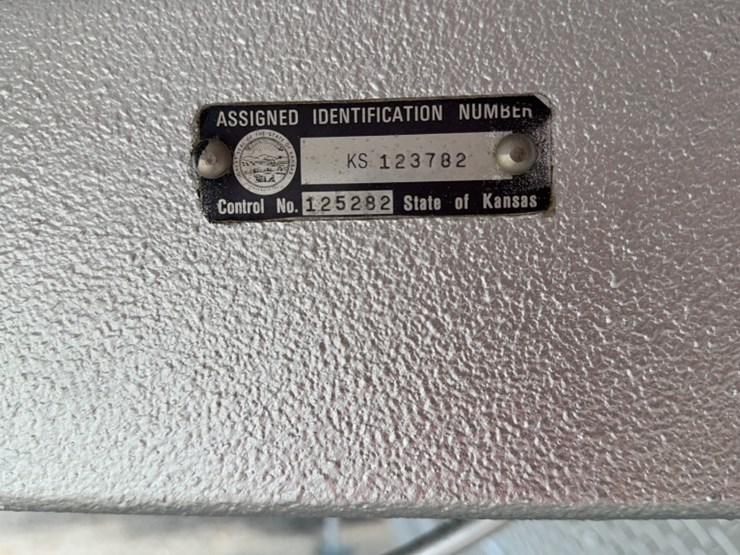 ASSIGNED IDENTIFICATION NUMBER
KS 123782
Control No. 125282 State of Kansas